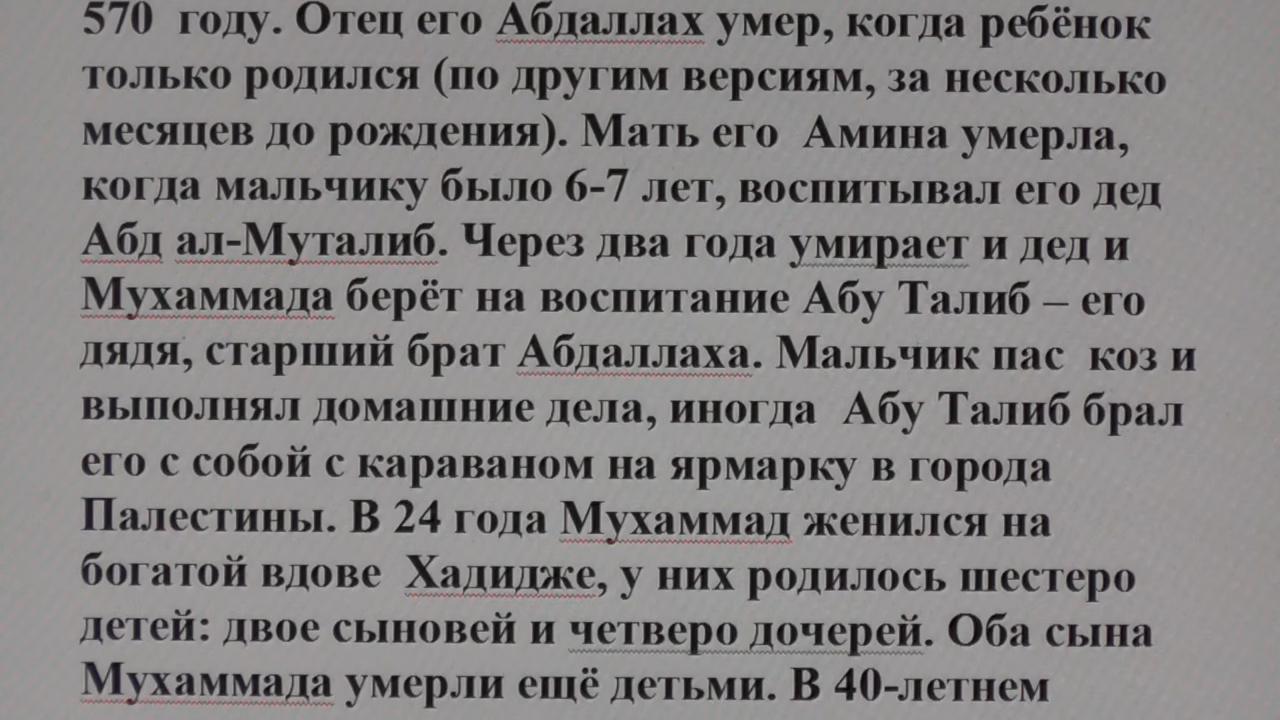 570 году. Отец его Абдаллах умер, когда ребёнок
только родился (по другим версиям, за несколько
месяцев до рождения). Мать его Амина умерла,
когда мальчику было 6-7 лет, воспитывал его дед
Абд ал-Муталиб. Через два года умирает и дед и
Мухаммада берёт на воспитание Абу Талиб – его
дядя, старший брат Абдаллаха. Мальчик пас коз и
выполнял домашние дела, иногда Абу Талиб брал
его с собой с караваном на ярмарку в города
Палестины. В 24 года Мухаммад женился на
богатой вдове Хадидже, у них родилось шестеро
детей: двое сыновей и четверо дочерей. Оба сына
Мухаммада умерли ещё детьми. В 40-летнем